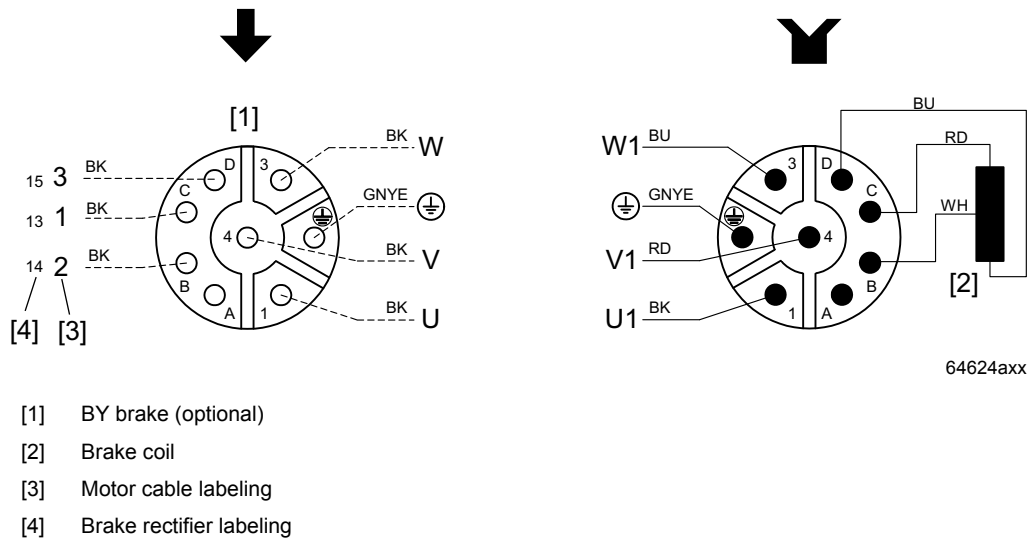 [1]
15 3 BK
13 1 BK
14 2 BK
[4] [3]
D 3
C
4
B
A 1
BK W
GNYE
BK V
BK U
W1 BU
GNYE
V1 RD
U1 BK
3 D
C
4
B
1 A
BU
RD
WH
[2]
64624axx
[1] BY brake (optional)
[2] Brake coil
[3] Motor cable labeling
[4] Brake rectifier labeling